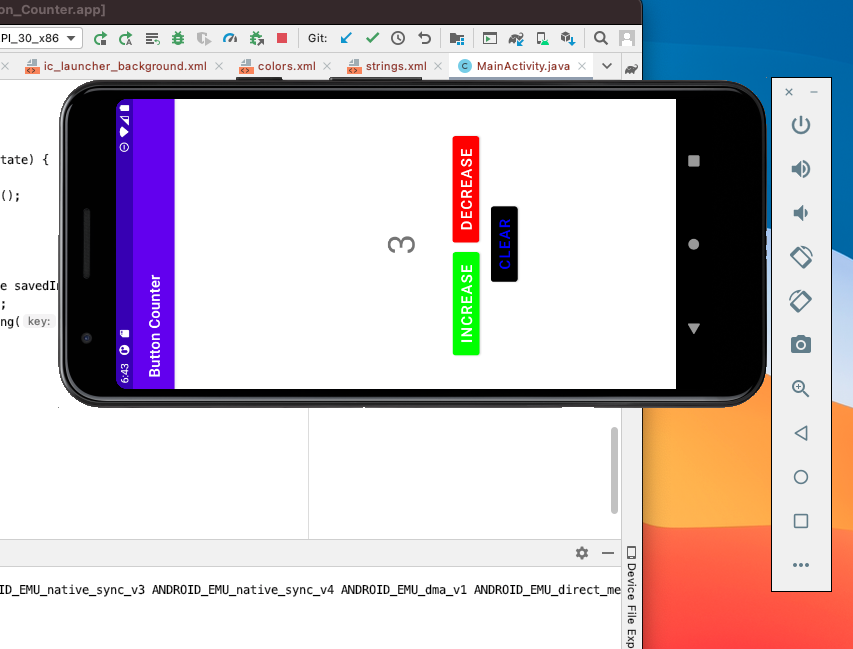 on_Counter.app]
PI_30_x86
Git:
ic_launcher_background.xml
colors.xml
strings.xml
MainActivity.java
tate) {
();
e savedI
;
ng( key:
6:43
Button Counter
3
INCREASE
DECREASE
CLEAR
ID_EMU_native_sync_v3 ANDROID_EMU_native_sync_v4 ANDROID_EMU_dma_v1 ANDROID_EMU_direct_me
Device File Exp